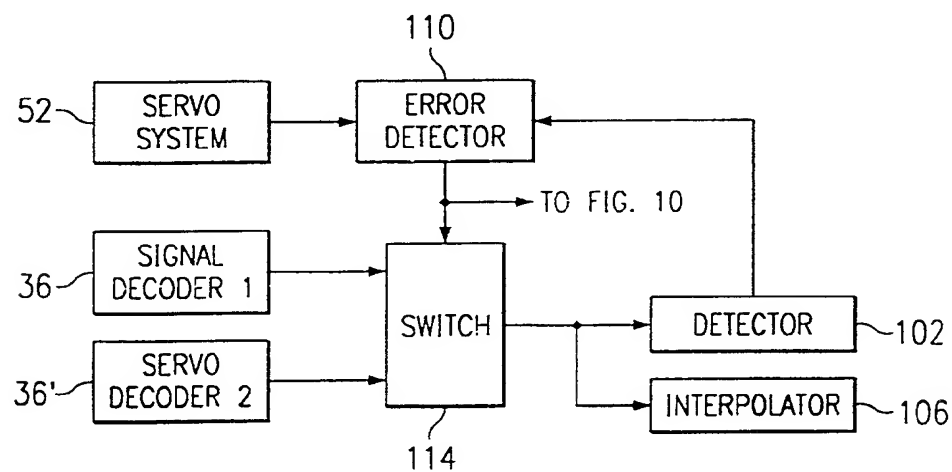 110
52
SERVO
SYSTEM
ERROR
DETECTOR
TO FIG. 10
36
SIGNAL
DECODER 1
SWITCH
DETECTOR
102
36'
SERVO
DECODER 2
INTERPOLATOR
106
114